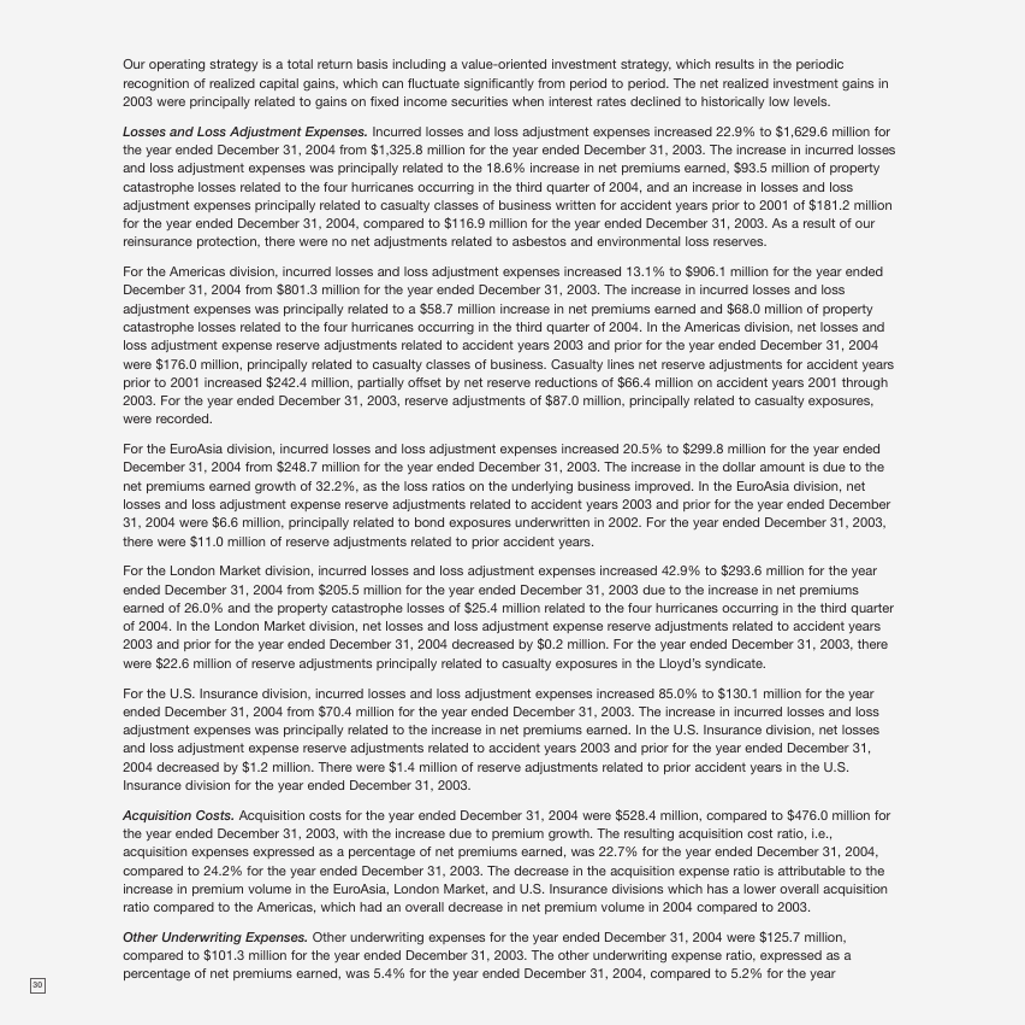 Our operating strategy is a total return basis including a value-oriented investment strategy, which results in the periodic
recognition of realized capital gains, which can fluctuate significantly from period to period. The net realized investment gains in
2003 were principally related to gains on fixed income securities when interest rates declined to historically low levels.
Losses and Loss Adjustment Expenses. Incurred losses and loss adjustment expenses increased 22.9% to $1,629.6 million for
the year ended December 31, 2004 from $1,325.8 million for the year ended December 31, 2003. The increase in incurred losses
and loss adjustment expenses was principally related to the 18.6% increase in net premiums earned, $93.5 million of property
catastrophe losses related to the four hurricanes occurring in the third quarter of 2004, and an increase in losses and loss
adjustment expenses principally related to casualty classes of business written for accident years prior to 2001 of $181.2 million
for the year ended December 31, 2004, compared to $116.9 million for the year ended December 31, 2003. As a result of our
reinsurance protection, there were no net adjustments related to asbestos and environmental loss reserves.
For the Americas division, incurred losses and loss adjustment expenses increased 13.1% to $906.1 million for the year ended
December 31, 2004 from $801.3 million for the year ended December 31, 2003. The increase in incurred losses and loss
adjustment expenses was principally related to a $58.7 million increase in net premiums earned and $68.0 million of property
catastrophe losses related to the four hurricanes occurring in the third quarter of 2004. In the Americas division, net losses and
loss adjustment expense reserve adjustments related to accident years 2003 and prior for the year ended December 31, 2004
were $176.0 million, principally related to casualty classes of business. Casualty lines net reserve adjustments for accident years
prior to 2001 increased $242.4 million, partially offset by net reserve reductions of $66.4 million on accident years 2001 through
2003. For the year ended December 31, 2003, reserve adjustments of $87.0 million, principally related to casualty exposures,
were recorded.
For the EuroAsia division, incurred losses and loss adjustment expenses increased 20.5% to $299.8 million for the year ended
December 31, 2004 from $248.7 million for the year ended December 31, 2003. The increase in the dollar amount is due to the
net premiums earned growth of 32.2%, as the loss ratios on the underlying business improved. In the EuroAsia division, net
losses and loss adjustment expense reserve adjustments related to accident years 2003 and prior for the year ended December
31, 2004 were $6.6 million, principally related to bond exposures underwritten in 2002. For the year ended December 31, 2003,
there were $11.0 million of reserve adjustments related to prior accident years.
For the London Market division, incurred losses and loss adjustment expenses increased 42.9% to $293.6 million for the year
ended December 31, 2004 from $205.5 million for the year ended December 31, 2003 due to the increase in net premiums
earned of 26.0% and the property catastrophe losses of $25.4 million related to the four hurricanes occurring in the third quarter
of 2004. In the London Market division, net losses and loss adjustment expense reserve adjustments related to accident years
2003 and prior for the year ended December 31, 2004 decreased by $0.2 million. For the year ended December 31, 2003, there
were $22.6 million of reserve adjustments principally related to casualty exposures in the Lloyd's syndicate.
For the U.S. Insurance division, incurred losses and loss adjustment expenses increased 85.0% to $130.1 million for the year
ended December 31, 2004 from $70.4 million for the year ended December 31, 2003. The increase in incurred losses and loss
adjustment expenses was principally related to the increase in net premiums earned. In the U.S. Insurance division, net losses
and loss adjustment expense reserve adjustments related to accident years 2003 and prior for the year ended December 31,
2004 decreased by $1.2 million. There were $1.4 million of reserve adjustments related to prior accident years in the U.S.
Insurance division for the year ended December 31, 2003.
Acquisition Costs. Acquisition costs for the year ended December 31, 2004 were $528.4 million, compared to $476.0 million for
the year ended December 31, 2003, with the increase due to premium growth. The resulting acquisition cost ratio, i.e.,
acquisition expenses expressed as a percentage of net premiums earned, was 22.7% for the year ended December 31, 2004,
compared to 24.2% for the year ended December 31, 2003. The decrease in the acquisition expense ratio is attributable to the
increase in premium volume in the EuroAsia, London Market, and U.S. Insurance divisions which has a lower overall acquisition
ratio compared to the Americas, which had an overall decrease in net premium volume in 2004 compared to 2003.
Other Underwriting Expenses. Other underwriting expenses for the year ended December 31, 2004 were $125.7 million,
compared to $101.3 million for the year ended December 31, 2003. The other underwriting expense ratio, expressed as a
percentage of net premiums earned, was 5.4% for the year ended December 31, 2004, compared to 5.2% for the year
30